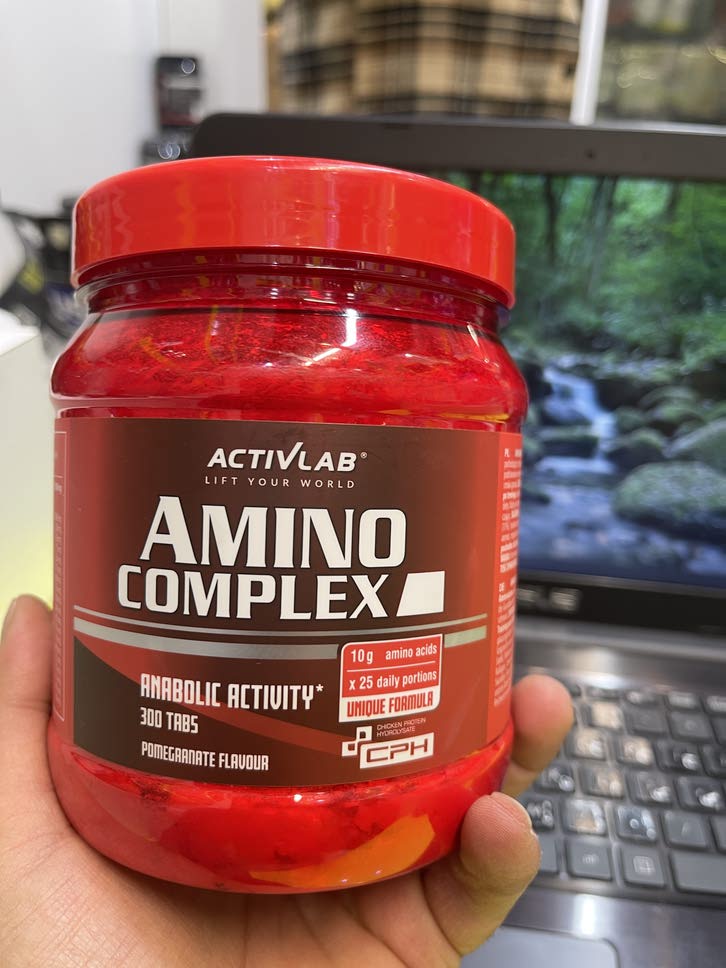 ACTIVLAB®
LIFT YOUR WORLD
AMINO
COMPLEX
10g amino acids
x 25 daily portions
UNIQUE FORMULA
ANABOLIC ACTIVITY*
300 TABS
POMEGRANATE FLAVOUR
CHICKEN PROTEIN
HYDROLYSATE
CPH